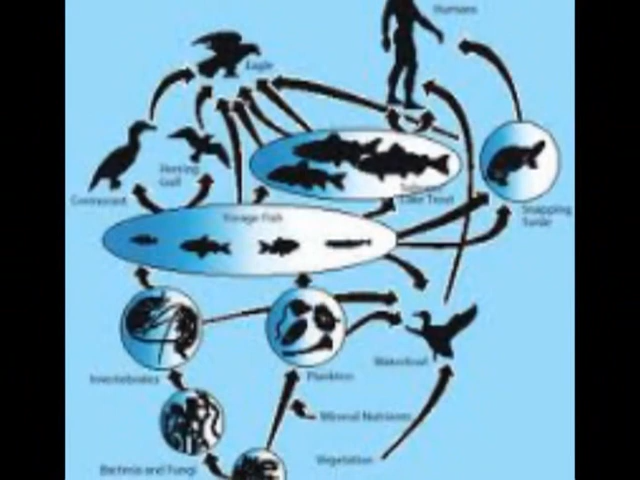 Humans
Eagle
Herring
Gull
Cormorant
Lake Trout
Snapping
Turtle
Forage Fish
Waterfowl
Invertebrates
Plankton
Mineral Nutrients
Vegetation
Bacteria and Fungi